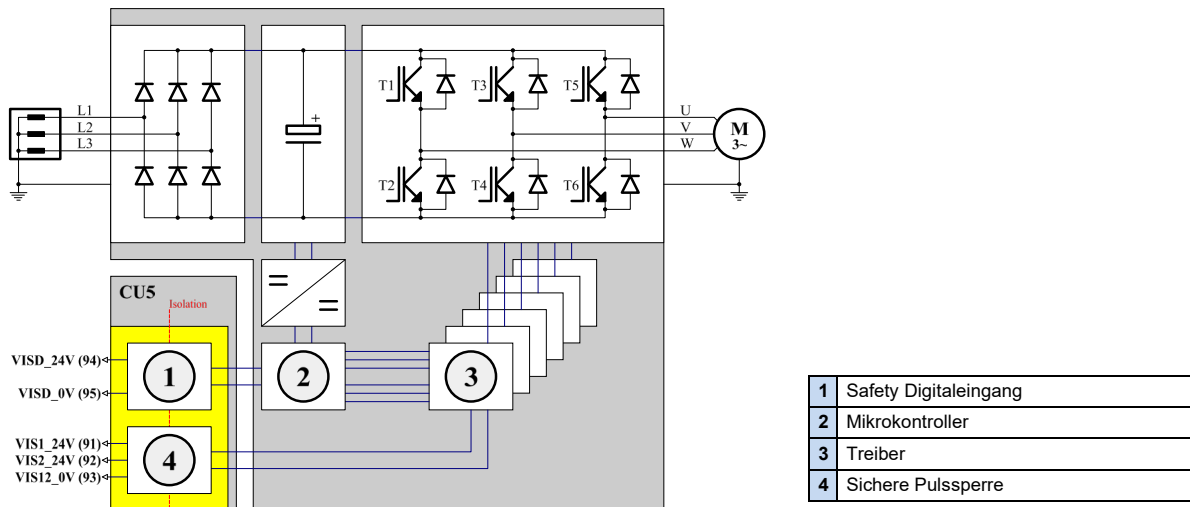 T1
T3
T5
L1
L2
L3
+
U
V
W
M
3~
T2
T4
T6
CU5
Isolation
VISD_24V (94)
VISD_0V (95)
1
2
3
VIS1_24V (91)
VIS2_24V (92)
VIS12_0V (93)
4
1 Safety Digitaleingang
2 Mikrokontroller
3 Treiber
4 Sichere Pulssperre